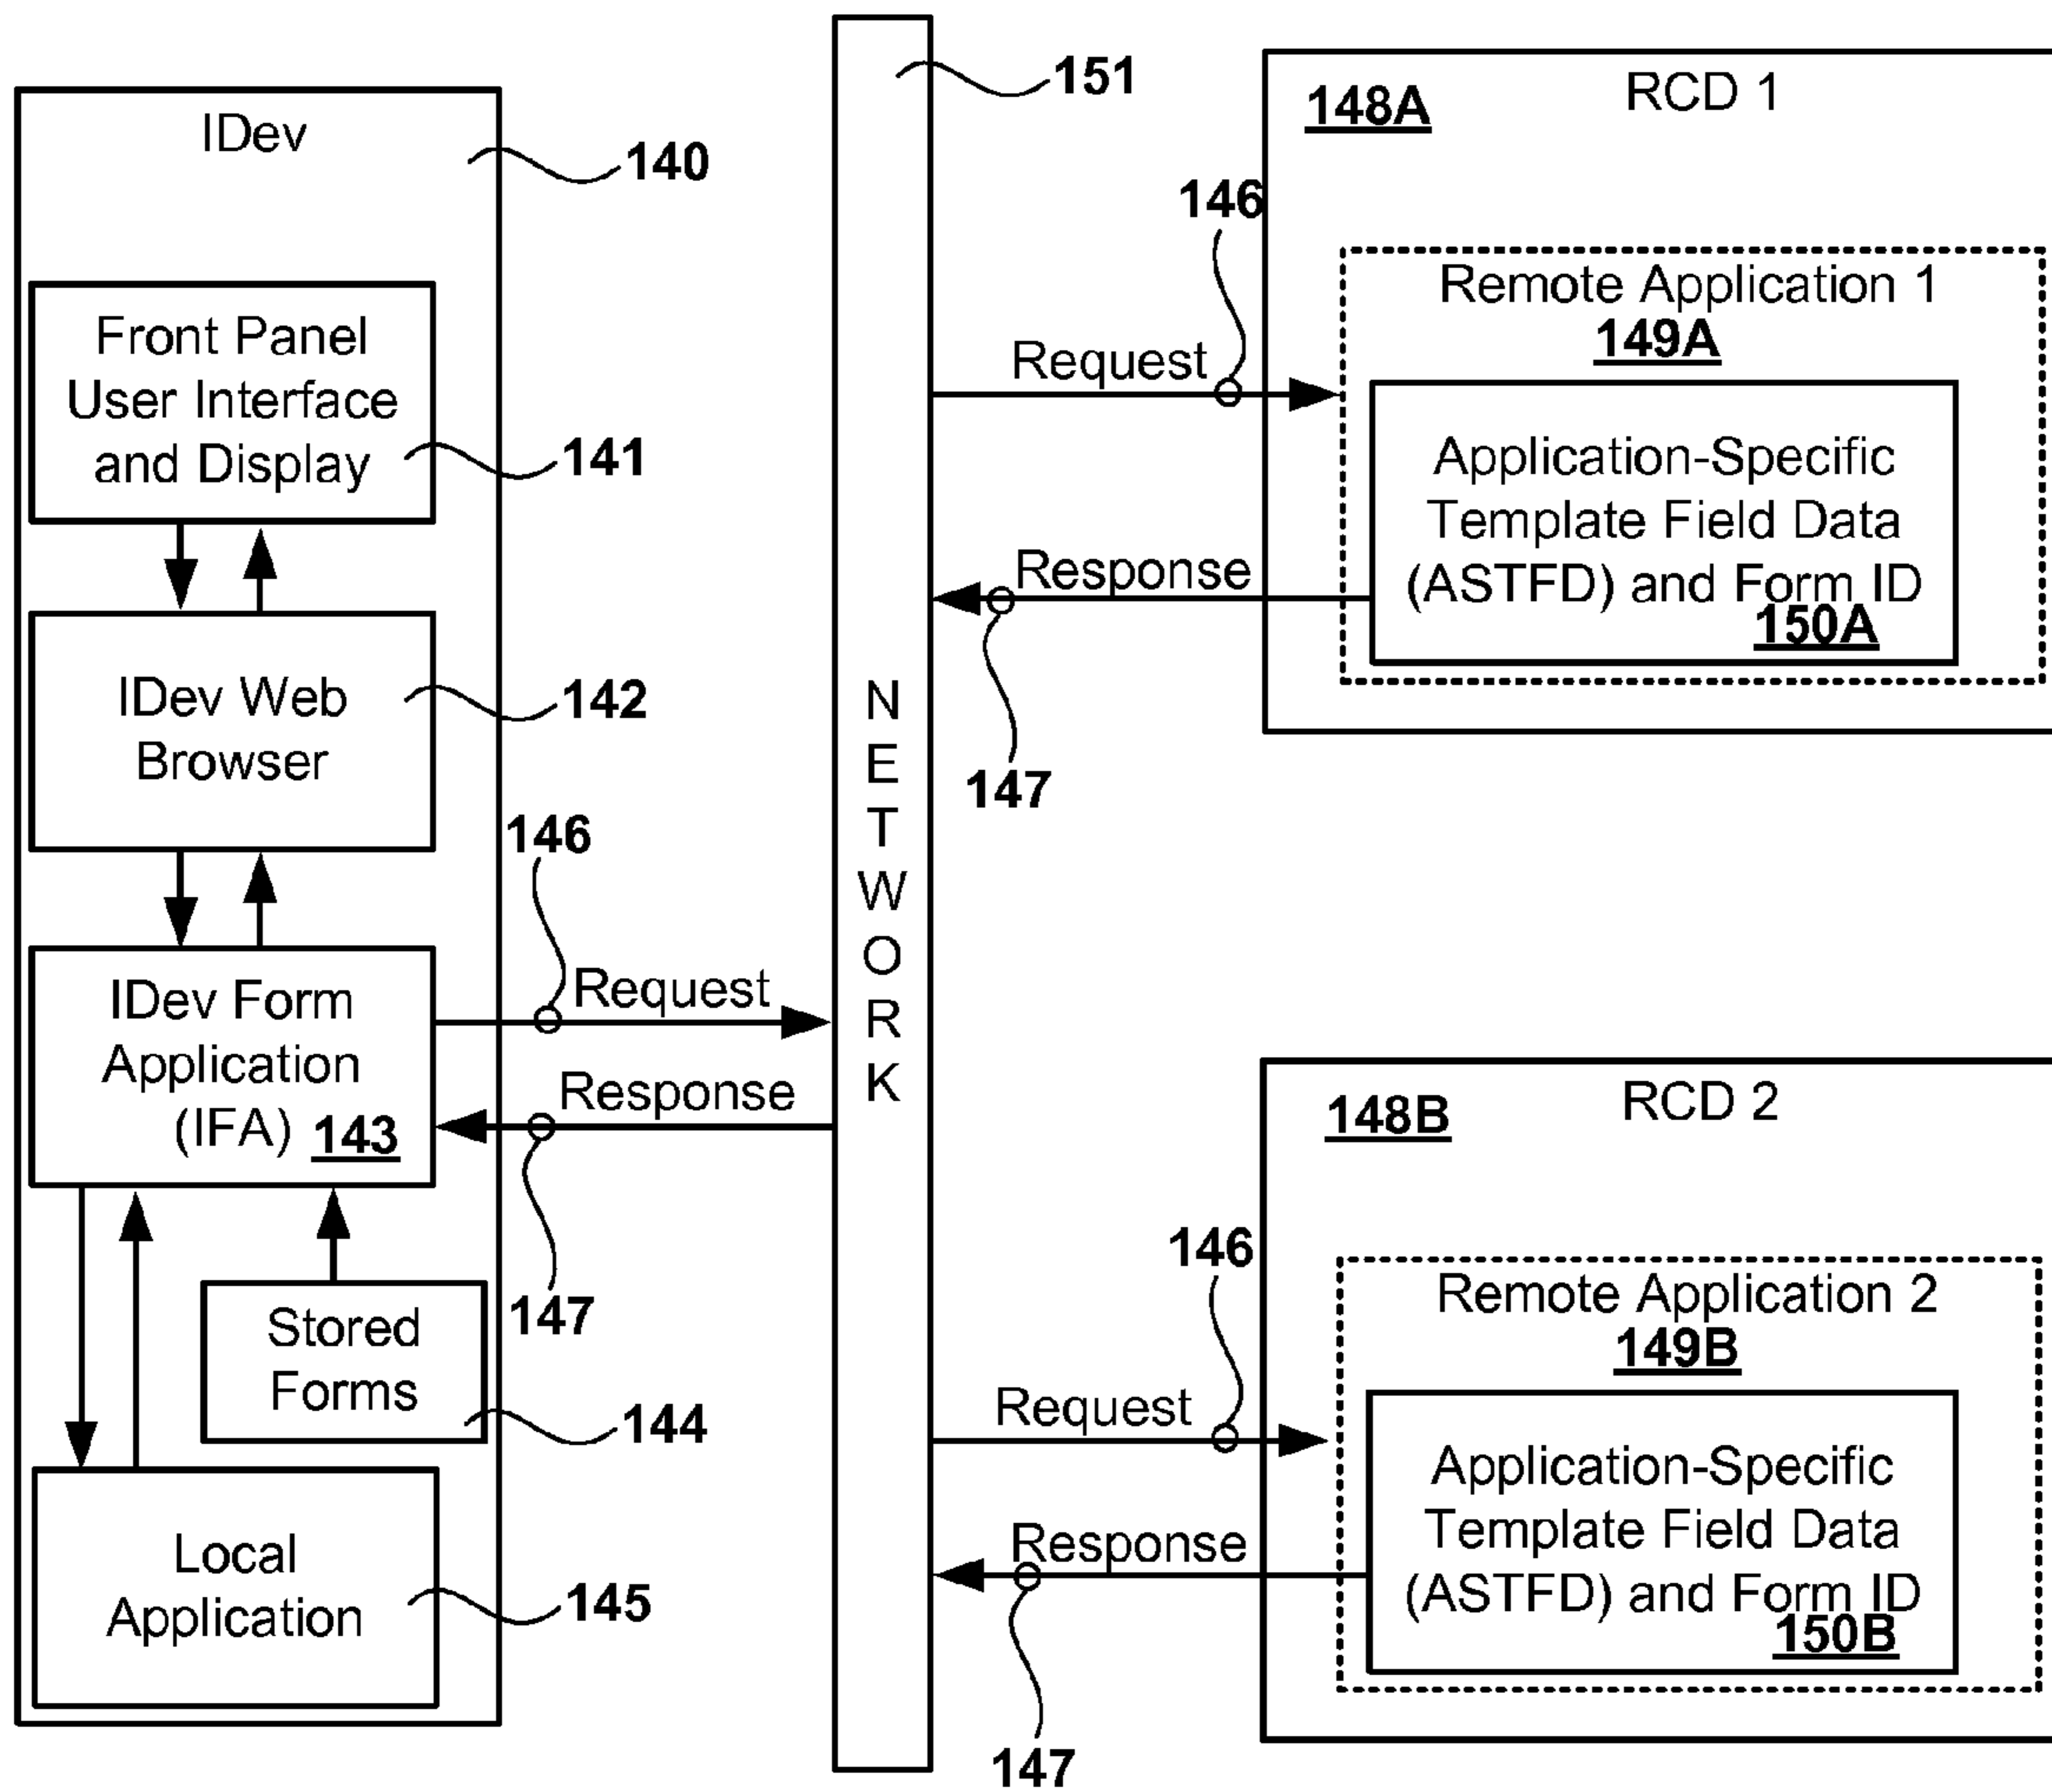 IDev
140
Front Panel
User Interface
and Display
141
IDev Web
Browser
142
IDev Form
Application
(IFA) 143
146
Request
Response
147
Stored
Forms
144
Local
Application
145
151
N
E
T
W
O
R
K
148A
RCD 1
146
Request
Remote Application 1
149A
Application-Specific
Template Field Data
(ASTFD) and Form ID
150A
Response
147
148B
RCD 2
146
Request
Remote Application 2
149B
Application-Specific
Template Field Data
(ASTFD) and Form ID
150B
Response
147